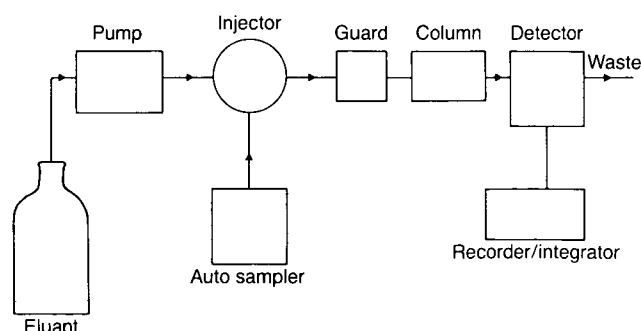 Pump
Injector
Guard
Column
Detector
Waste
Auto sampler
Recorder/integrator
Eluant